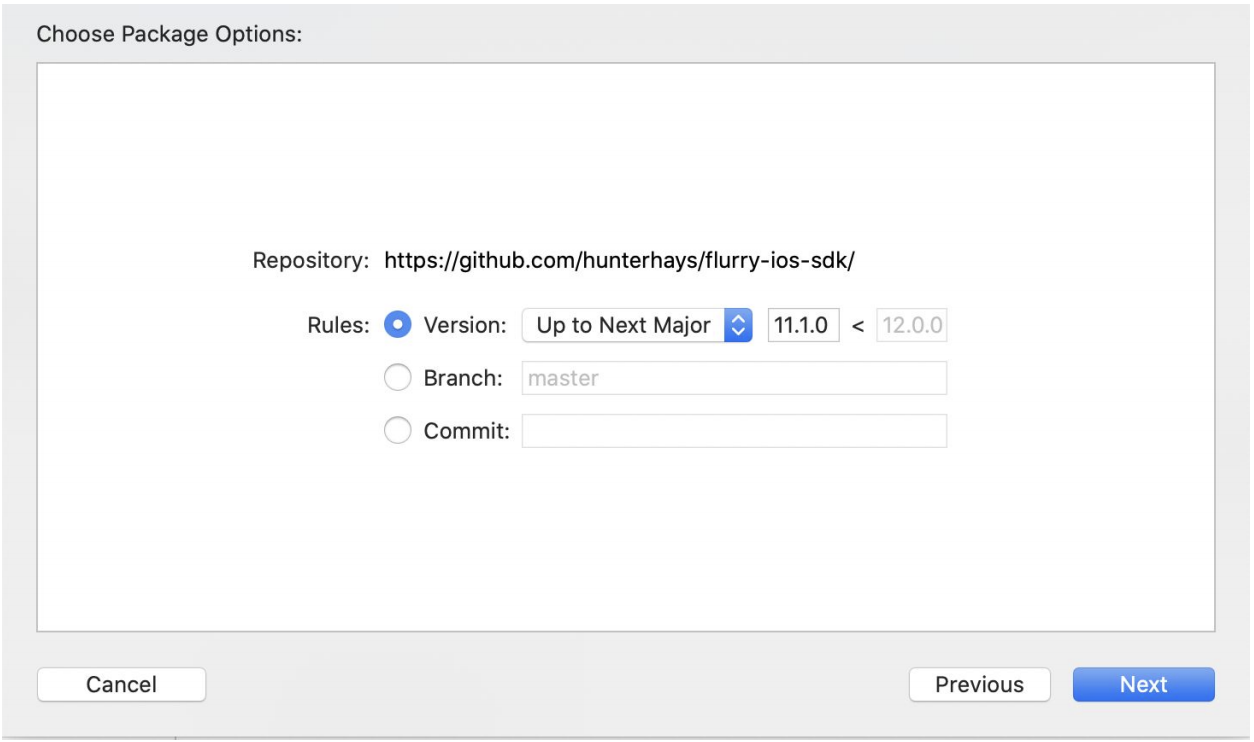 Choose Package Options:
Repository: https://github.com/hunterhays/flurry-ios-sdk/
Rules: Version: Up to Next Major 11.1.0 < 12.0.0
Branch: master
Commit:
Cancel Previous Next